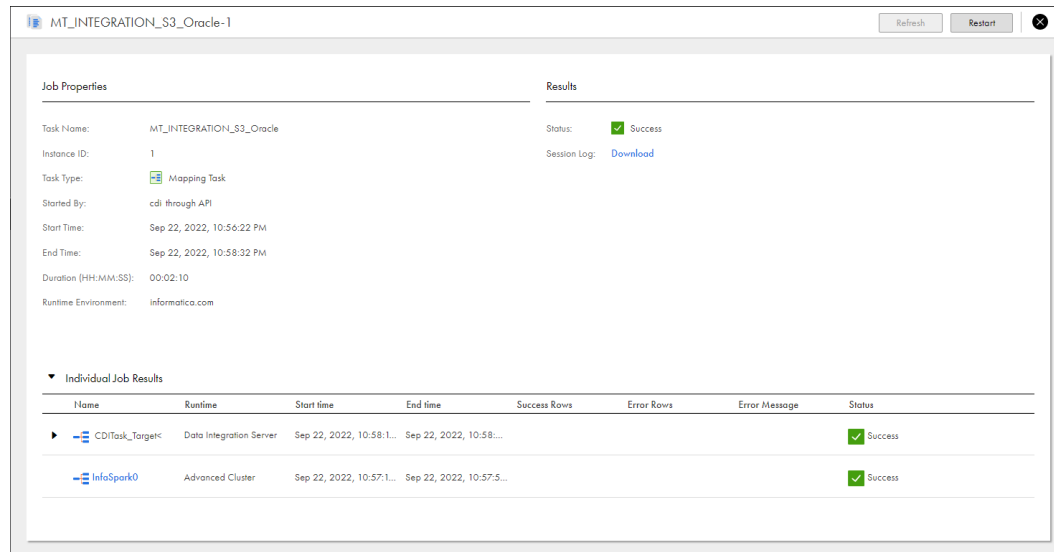 MT_INTEGRATION_S3_Oracle-1
Refresh
Restart
Job Properties
Task Name: MT_INTEGRATION_S3_Oracle
Instance ID: 1
Task Type: Mapping Task
Started By: cdi through API
Start Time: Sep 22, 2022, 10:56:22 PM
End Time: Sep 22, 2022, 10:58:32 PM
Duration (HH:MM:SS): 00:02:10
Runtime Environment: informatica.com
Results
Status: Success
Session Log: Download
Individual Job Results
Name Runtime Start time End time Success Rows Error Rows Error Message Status
CDITask_Target< Data Integration Server Sep 22, 2022, 10:58:1... Sep 22, 2022, 10:58:... Success
InfaSpark0 Advanced Cluster Sep 22, 2022, 10:57:1... Sep 22, 2022, 10:57:5... Success